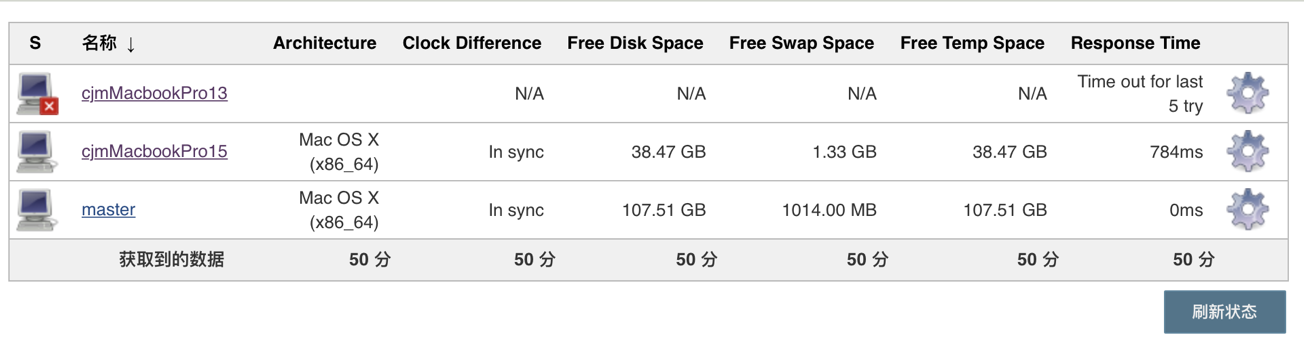 S 名称 ↓ Architecture Clock Difference Free Disk Space Free Swap Space Free Temp Space Response Time
cjmMacbookPro13 N/A N/A N/A N/A Time out for last
5 try
cjmMacbookPro15 Mac OS X
(x86_64) In sync 38.47 GB 1.33 GB 38.47 GB 784ms
master Mac OS X
(x86_64) In sync 107.51 GB 1014.00 MB 107.51 GB 0ms
获取到的数据 50 分 50 分 50 分 50 分 50 分 50 分
刷新状态